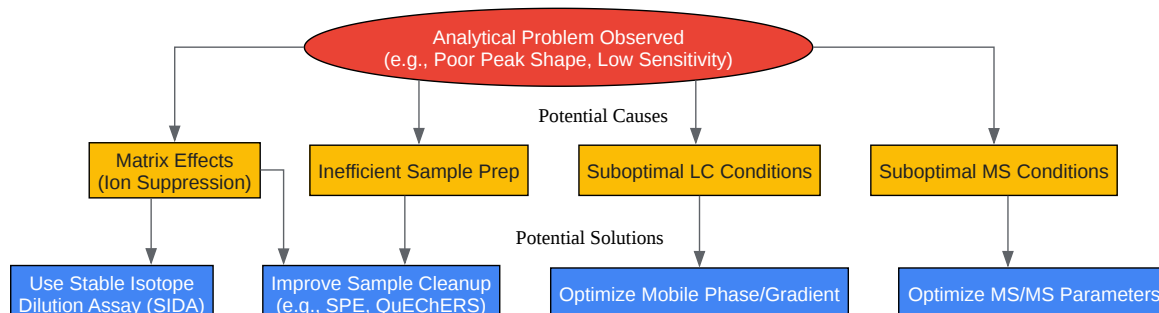 Analytical Problem Observed
(e.g., Poor Peak Shape, Low Sensitivity)
Potential Causes
Matrix Effects
(Ion Suppression)
Inefficient Sample Prep
Suboptimal LC Conditions
Suboptimal MS Conditions
Potential Solutions
Use Stable Isotope
Dilution Assay (SIDA)
Improve Sample Cleanup
(e.g., SPE, QuEChERS)
Optimize Mobile Phase/Gradient
Optimize MS/MS Parameters